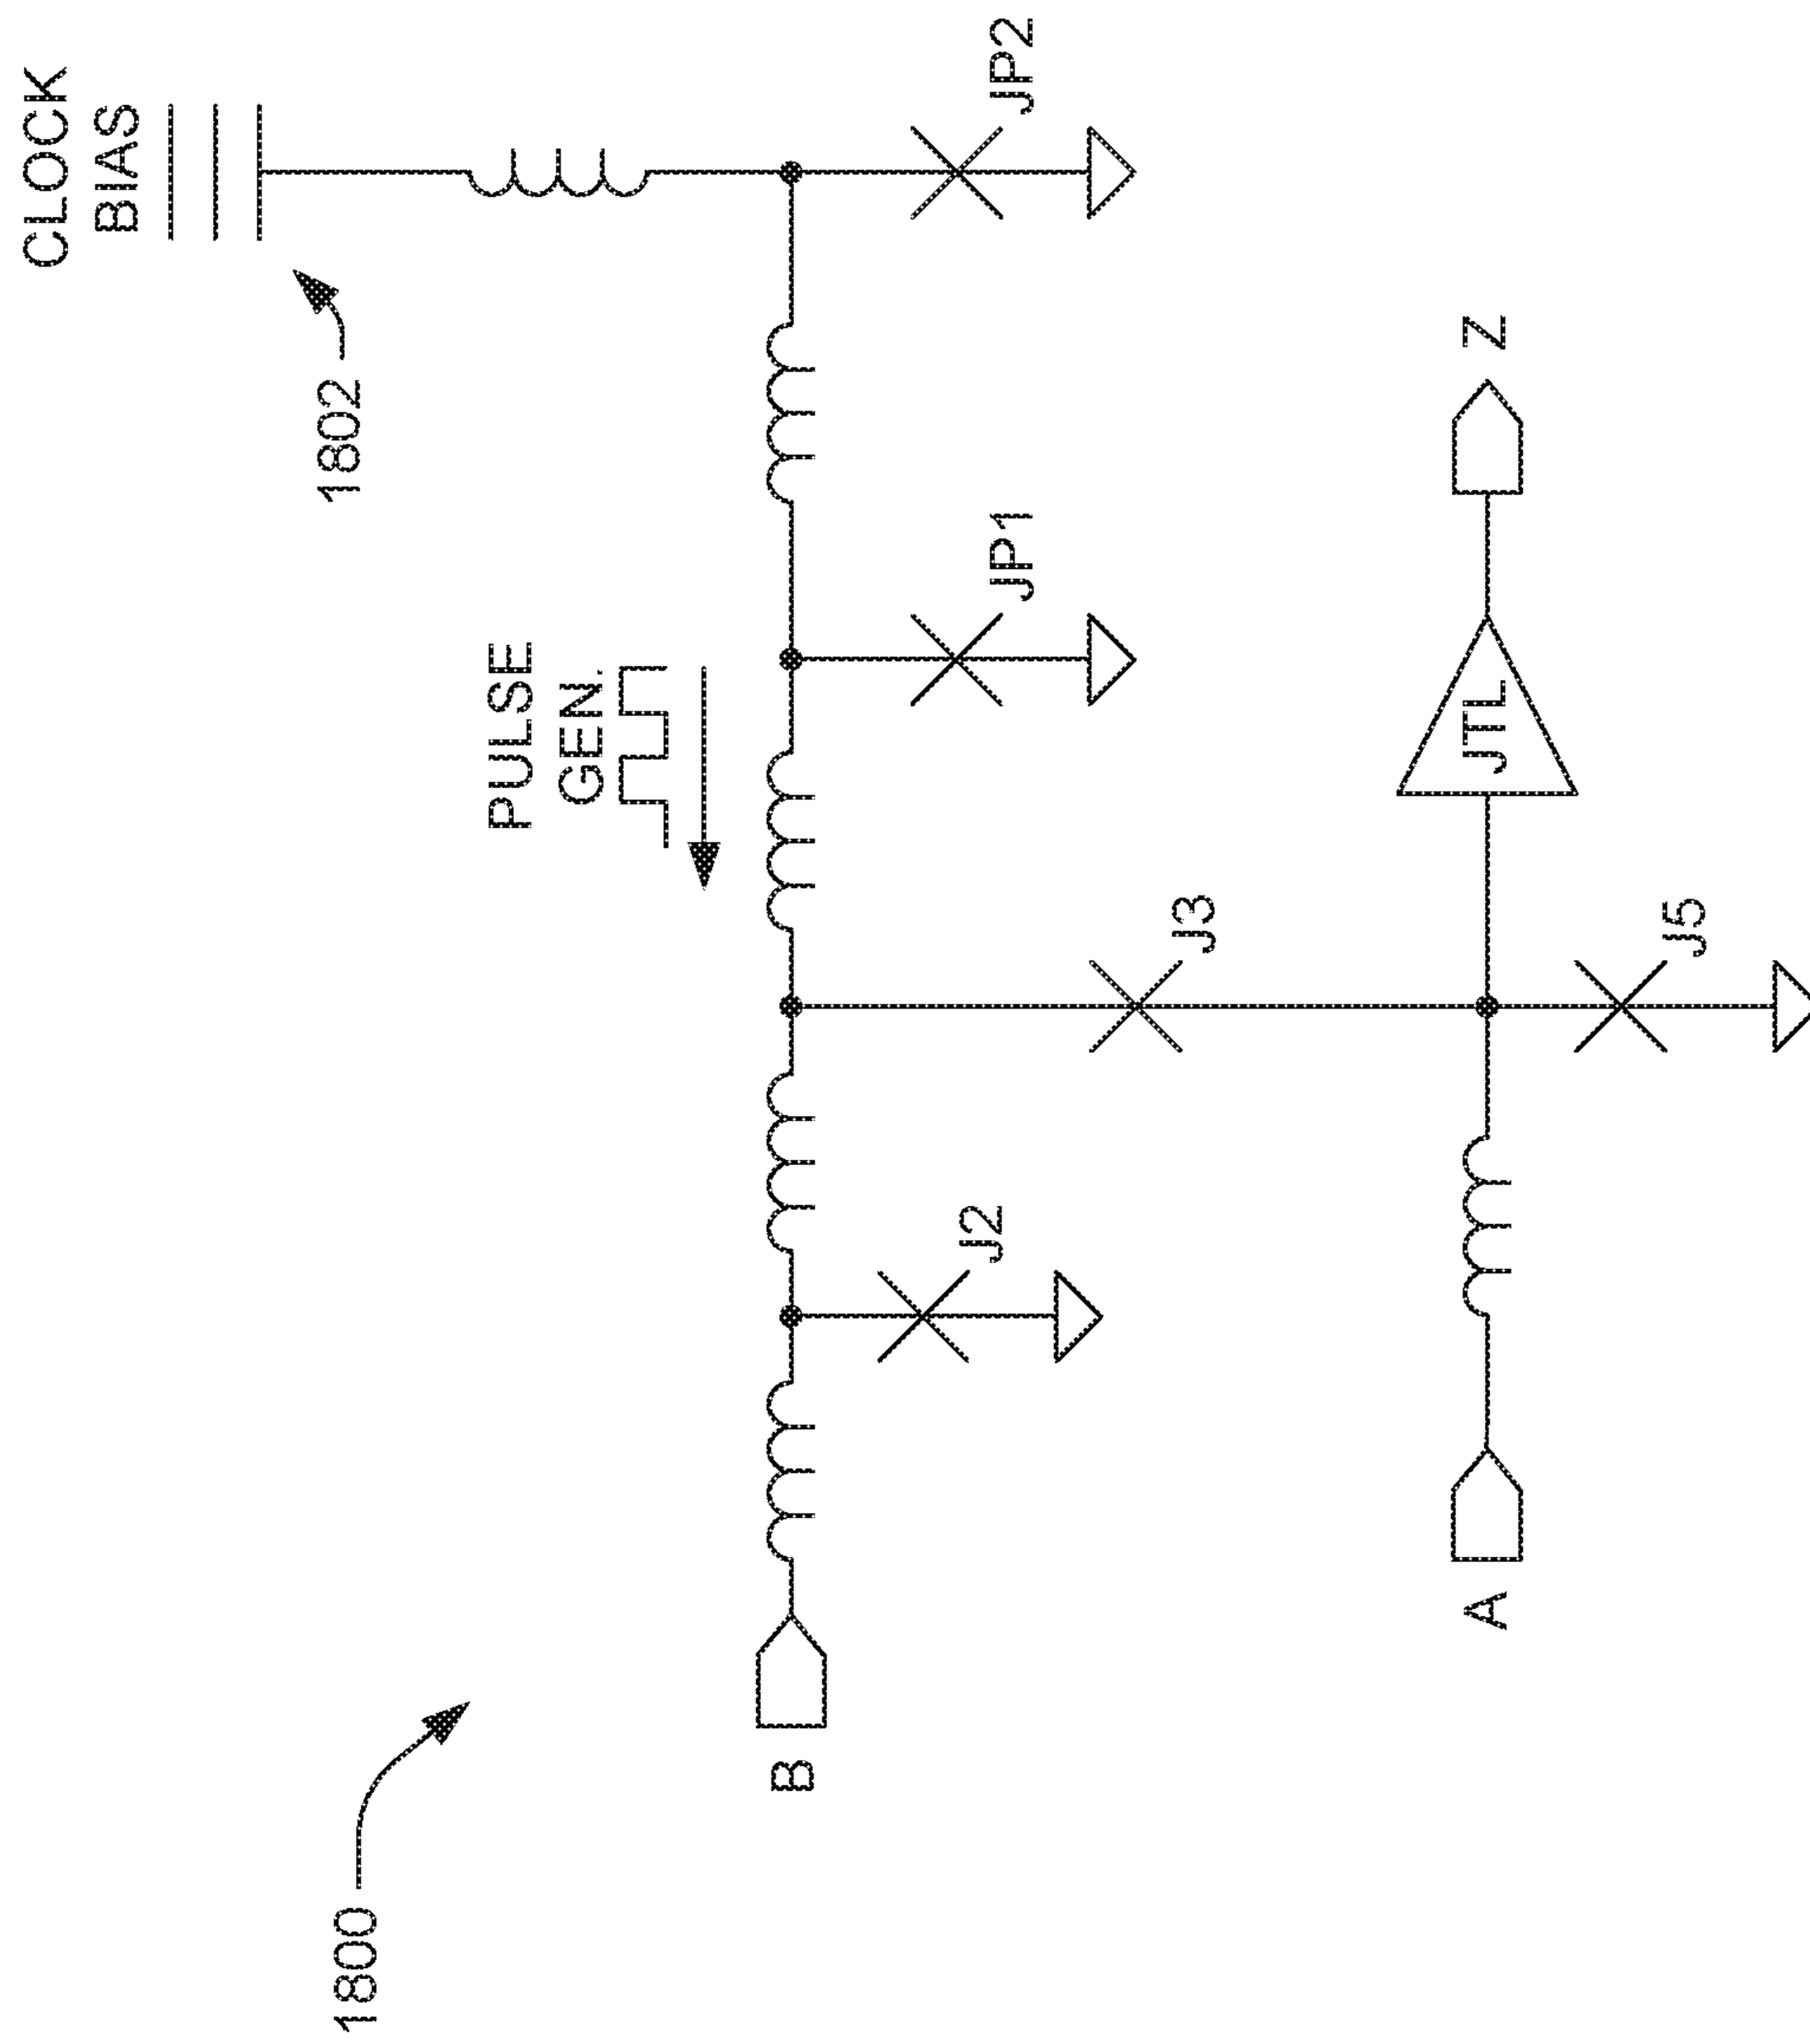 CLOCK
BIAS
1802
JP2
PULSE
GEN.
JP1
Z
JTL
J3
J5
J2
B
A
1800